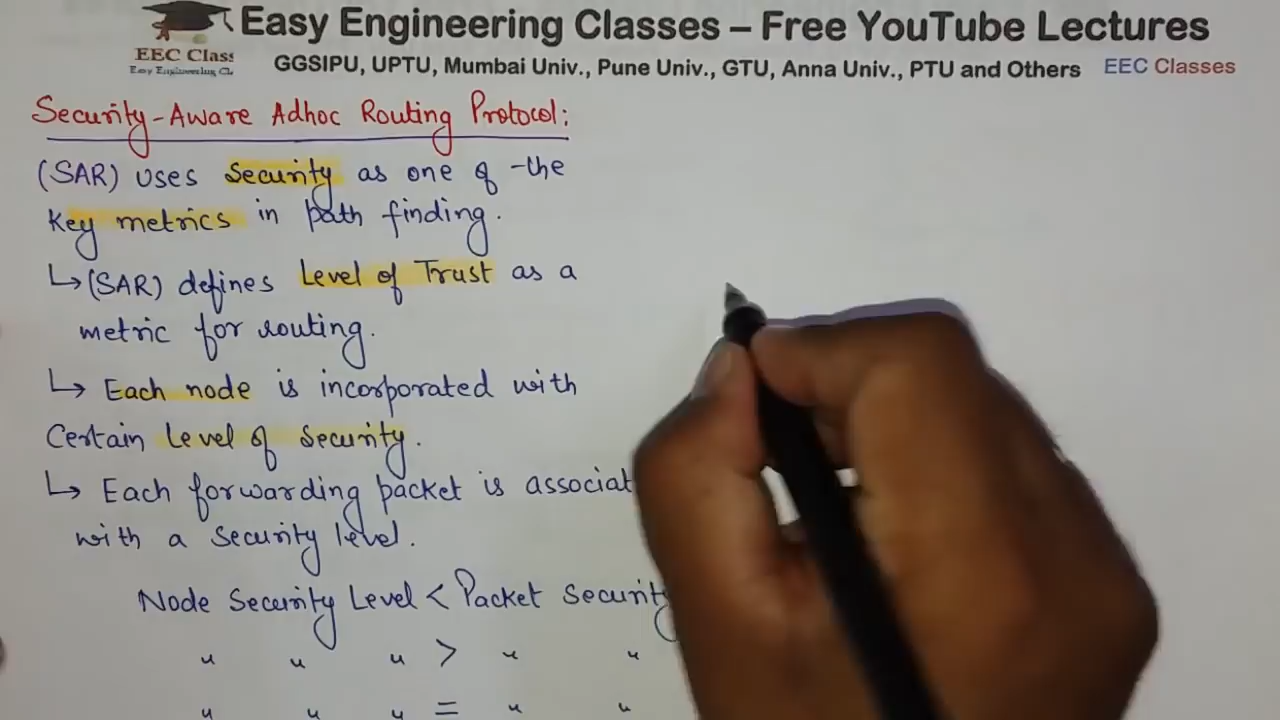 Easy Engineering Classes – Free YouTube Lectures
EEC Class
Easy Engineering Cl
GGSIPU, UPTU, Mumbai Univ., Pune Univ., GTU, Anna Univ., PTU and Others EEC Classes
Security-Aware Adhoc Routing Protocol:
(SAR) uses Security as one of the
Key metrics in path finding.
↳ (SAR) defines Level of Trust as a
metric for routing.
↳ Each node is incorporated with
Certain level of Security.
↳ Each forwarding packet is associat
with a Security level.
Node Security Level < Packet Security
" " " > " "
" " " = " "